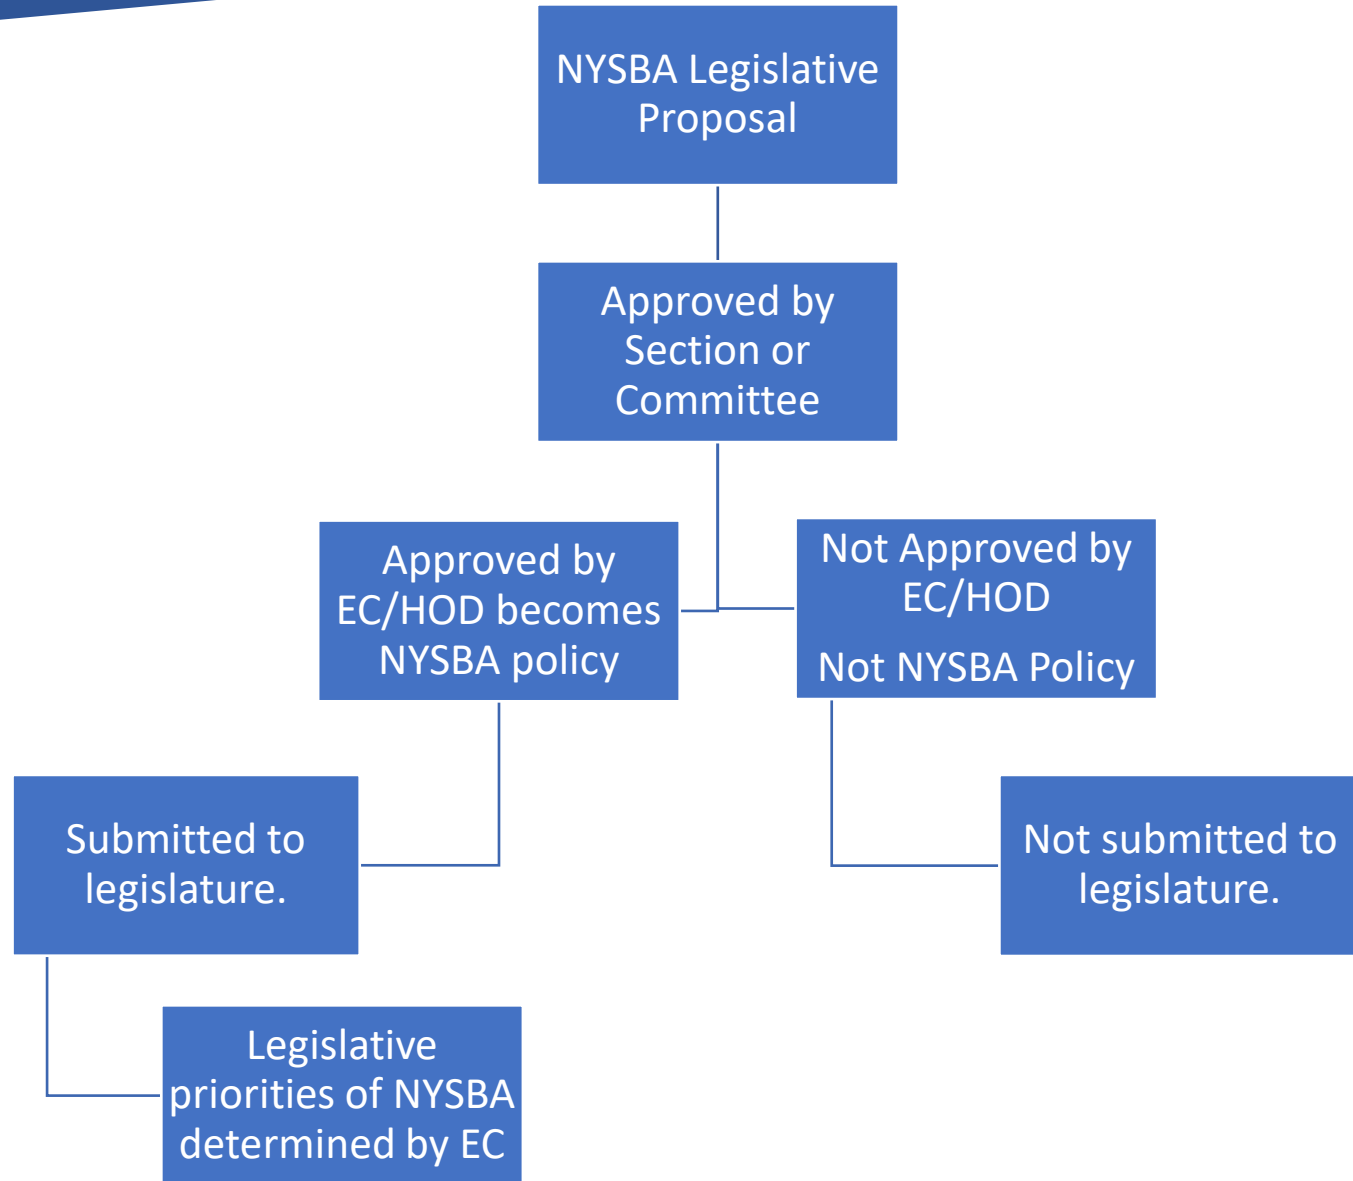 NYSBA Legislative
Proposal
Approved by
Section or
Committee
Approved by
EC/HOD becomes
NYSBA policy
Not Approved by
EC/HOD
Not NYSBA Policy
Submitted to
legislature.
Not submitted to
legislature.
Legislative
priorities of NYSBA
determined by EC